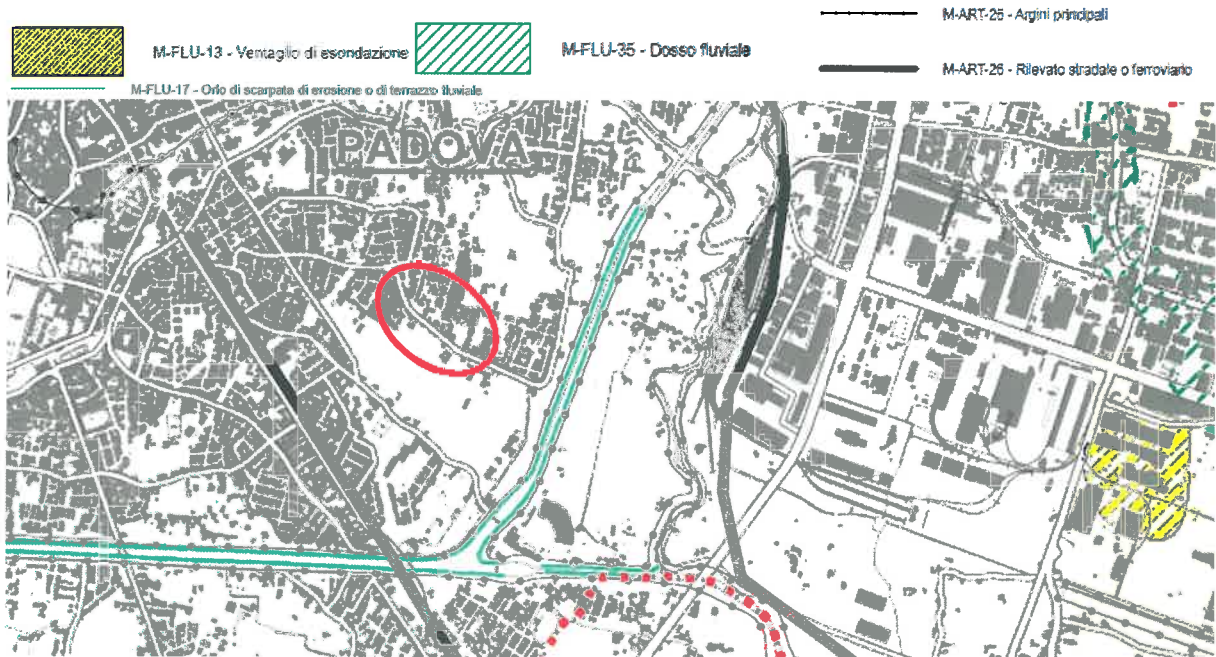 M-ART-25 - Argini principali
M-FLU-13 - Ventaglio di esondazione
M-FLU-35 - Dosso fluviale
M-ART-26 - Rilevato stradale o ferroviario
M-FLU-17 - Orlo di scarpata di erosione o di terrazzo fluviale
PADOVA